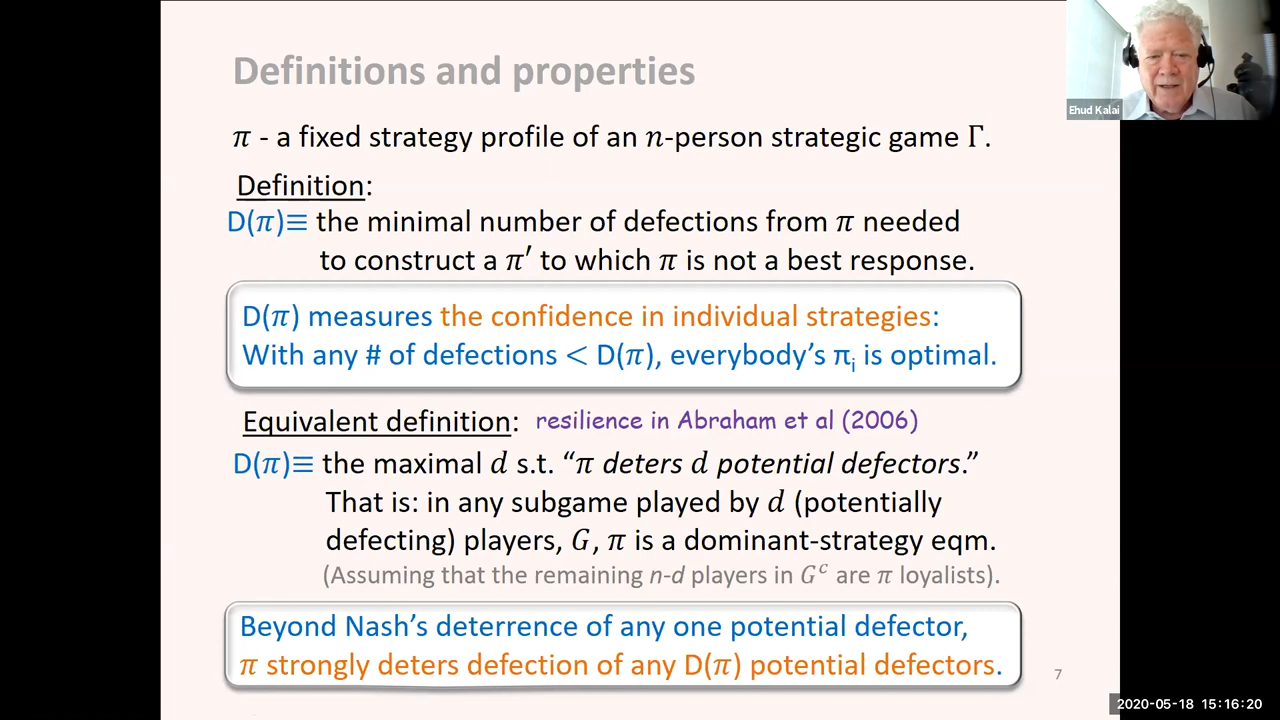 Definitions and properties
π - a fixed strategy profile of an n-person strategic game Γ.
Definition:
D(π)≡ the minimal number of defections from π needed
to construct a π′ to which π is not a best response.
D(π) measures the confidence in individual strategies:
With any # of defections < D(π), everybody's πᵢ is optimal.
Equivalent definition: resilience in Abraham et al (2006)
D(π)≡ the maximal d s.t. “π deters d potential defectors.”
That is: in any subgame played by d (potentially
defecting) players, G, π is a dominant-strategy eqm.
(Assuming that the remaining n-d players in Gᶜ are π loyalists).
Beyond Nash's deterrence of any one potential defector,
π strongly deters defection of any D(π) potential defectors.
7
Ehud Kalai
2020-05-18 15:16:20